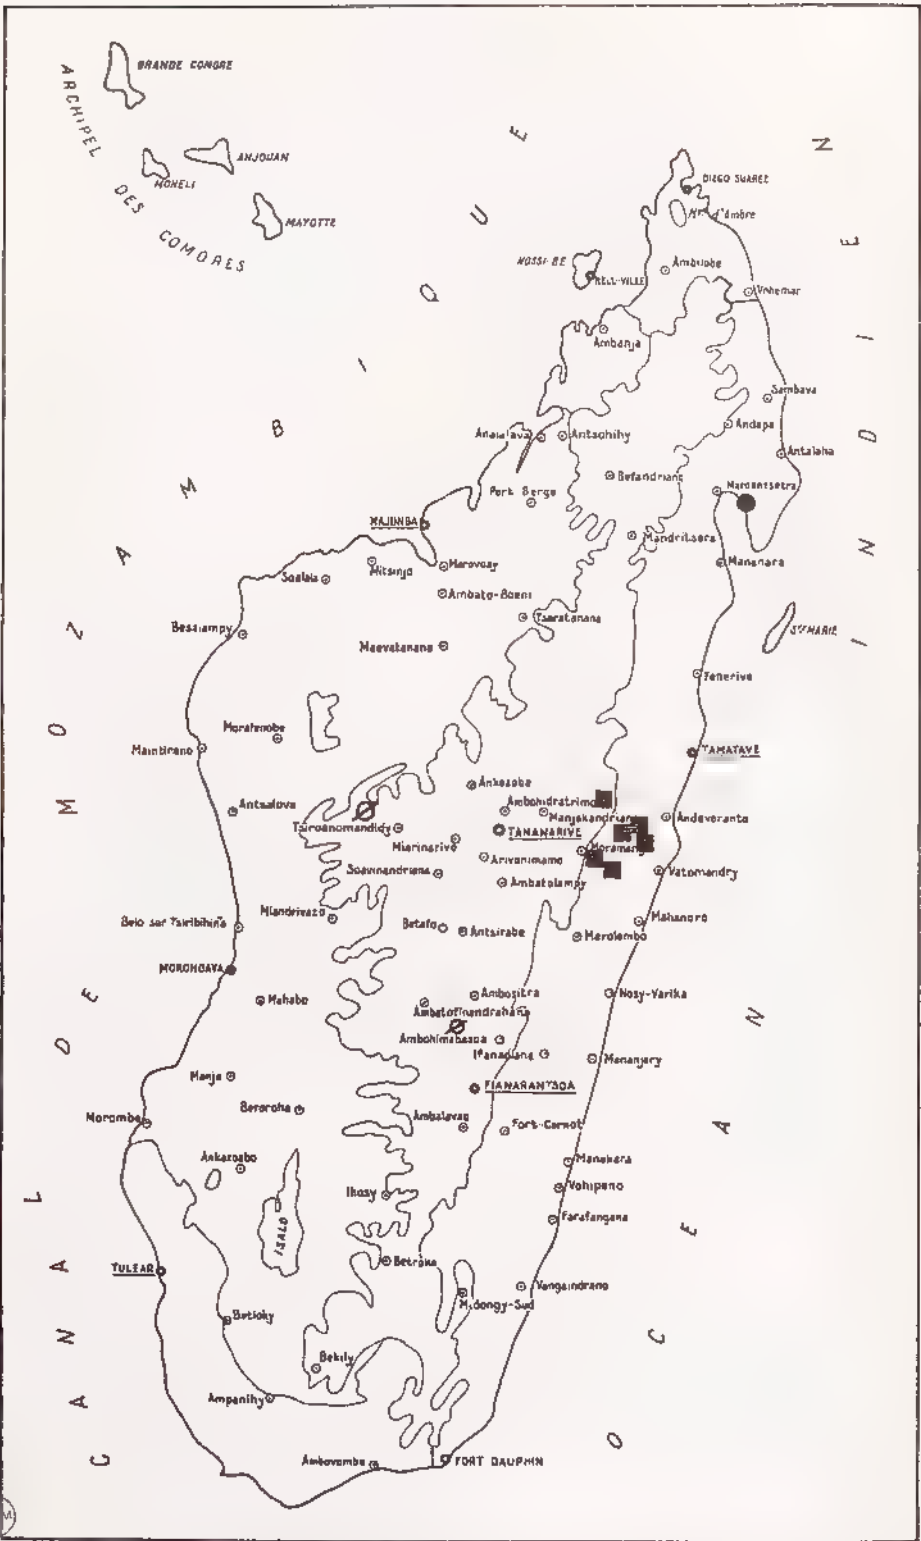 ARCHIPEL DES COMORES
GRANDE COMORE
ANJOUAN
MOHELI
MAYOTTE
CANAL MOZAMBIQUE
OCEAN INDIEN
DIEGO SUAREZ
Mt. d'Ambre
NOSSI-BE
HELL-VILLE
Ambilobe
Vohemar
Ambanja
Sambava
Andapa
Analalava
Antsohihy
Antalaha
Befandriana
Maroantsetra
Port Berge
MAJUNGA
Mandritsara
Mananara
Mitsinjo
Marovoay
Soalala
Ambato-Boeni
Tsaratanana
Besalampy
Ste MARIE
Maevatanana
Fenerive
Morafenobe
Maintirano
TAMATAVE
Ankazobe
Antsalova
Ambohidratrimo
Manjakandriana
Andevoranto
Tsiroanomandidy
TANANARIVE
Miarinarivo
Moramanga
Arivonimamo
Soavinandriana
Vatomandry
Ambatolampy
Miandrivazo
Belo sur Tsiribihina
Betafo
Antsirabe
Mahanoro
Marolambo
MORONDAVA
Mahabo
Ambositra
Nosy-Varika
Ambatofinandrahana
Ambohimahasoa
Ifanadiana
Mananjary
Manja
FIANARANTSOA
Beroroha
Morombe
Ambalavao
Fort-Carnot
Ankazoabo
Manakara
Ihosy
Vohipeno
ISALO
Farafangana
TULEAR
Betroka
Vangaindrano
Midongy-Sud
Betioky
Bekily
Ampanihy
Ambovombe
FORT DAUPHIN